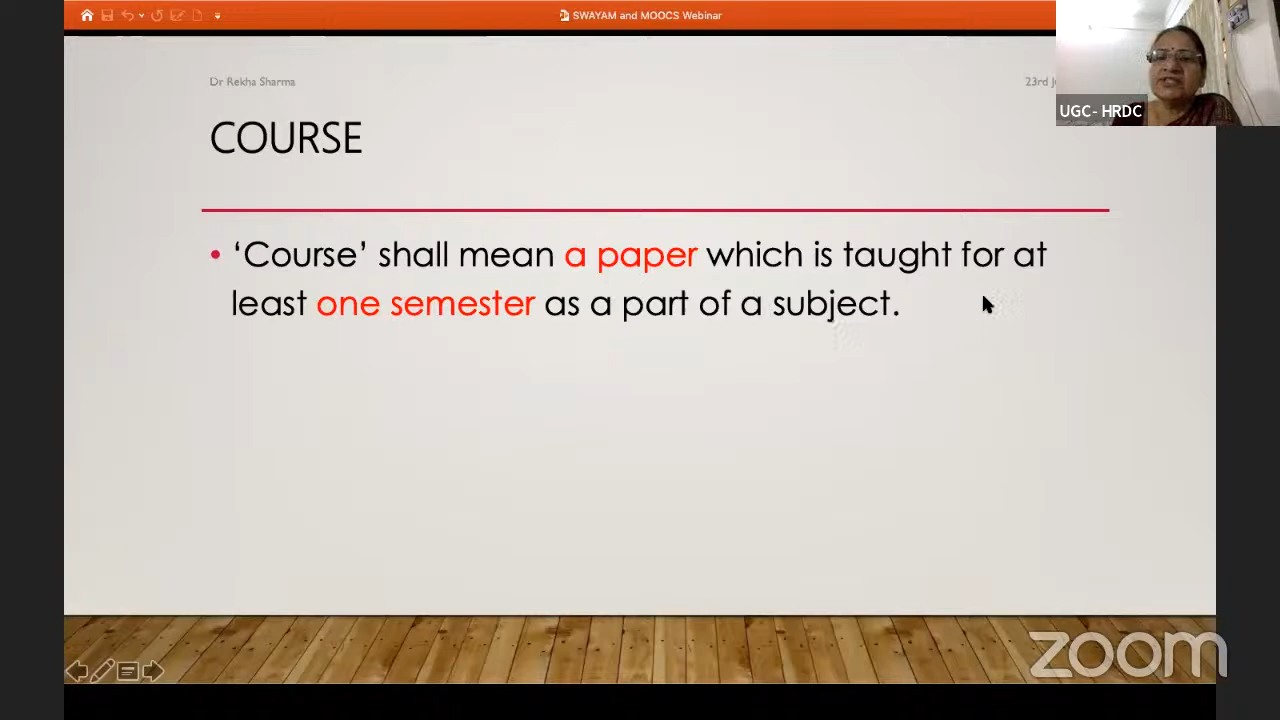 SWAYAM and MOOCS Webinar
Dr Rekha Sharma
23rd
UGC- HRDC
COURSE
• ‘Course’ shall mean a paper which is taught for at
least one semester as a part of a subject.
zoom